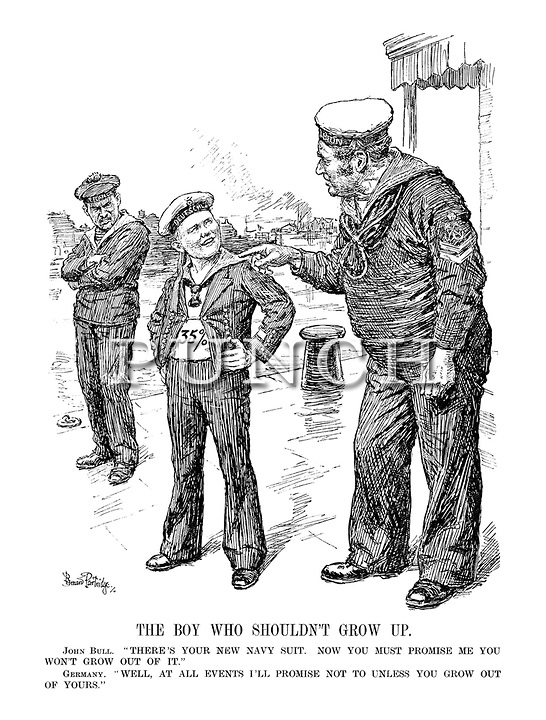 35%
PUNCH
Bernard Partridge
THE BOY WHO SHOULDN'T GROW UP.
JOHN BULL. "THERE'S YOUR NEW NAVY SUIT. NOW YOU MUST PROMISE ME YOU
WON'T GROW OUT OF IT."
GERMANY. "WELL, AT ALL EVENTS I'LL PROMISE NOT TO UNLESS YOU GROW OUT
OF YOURS."